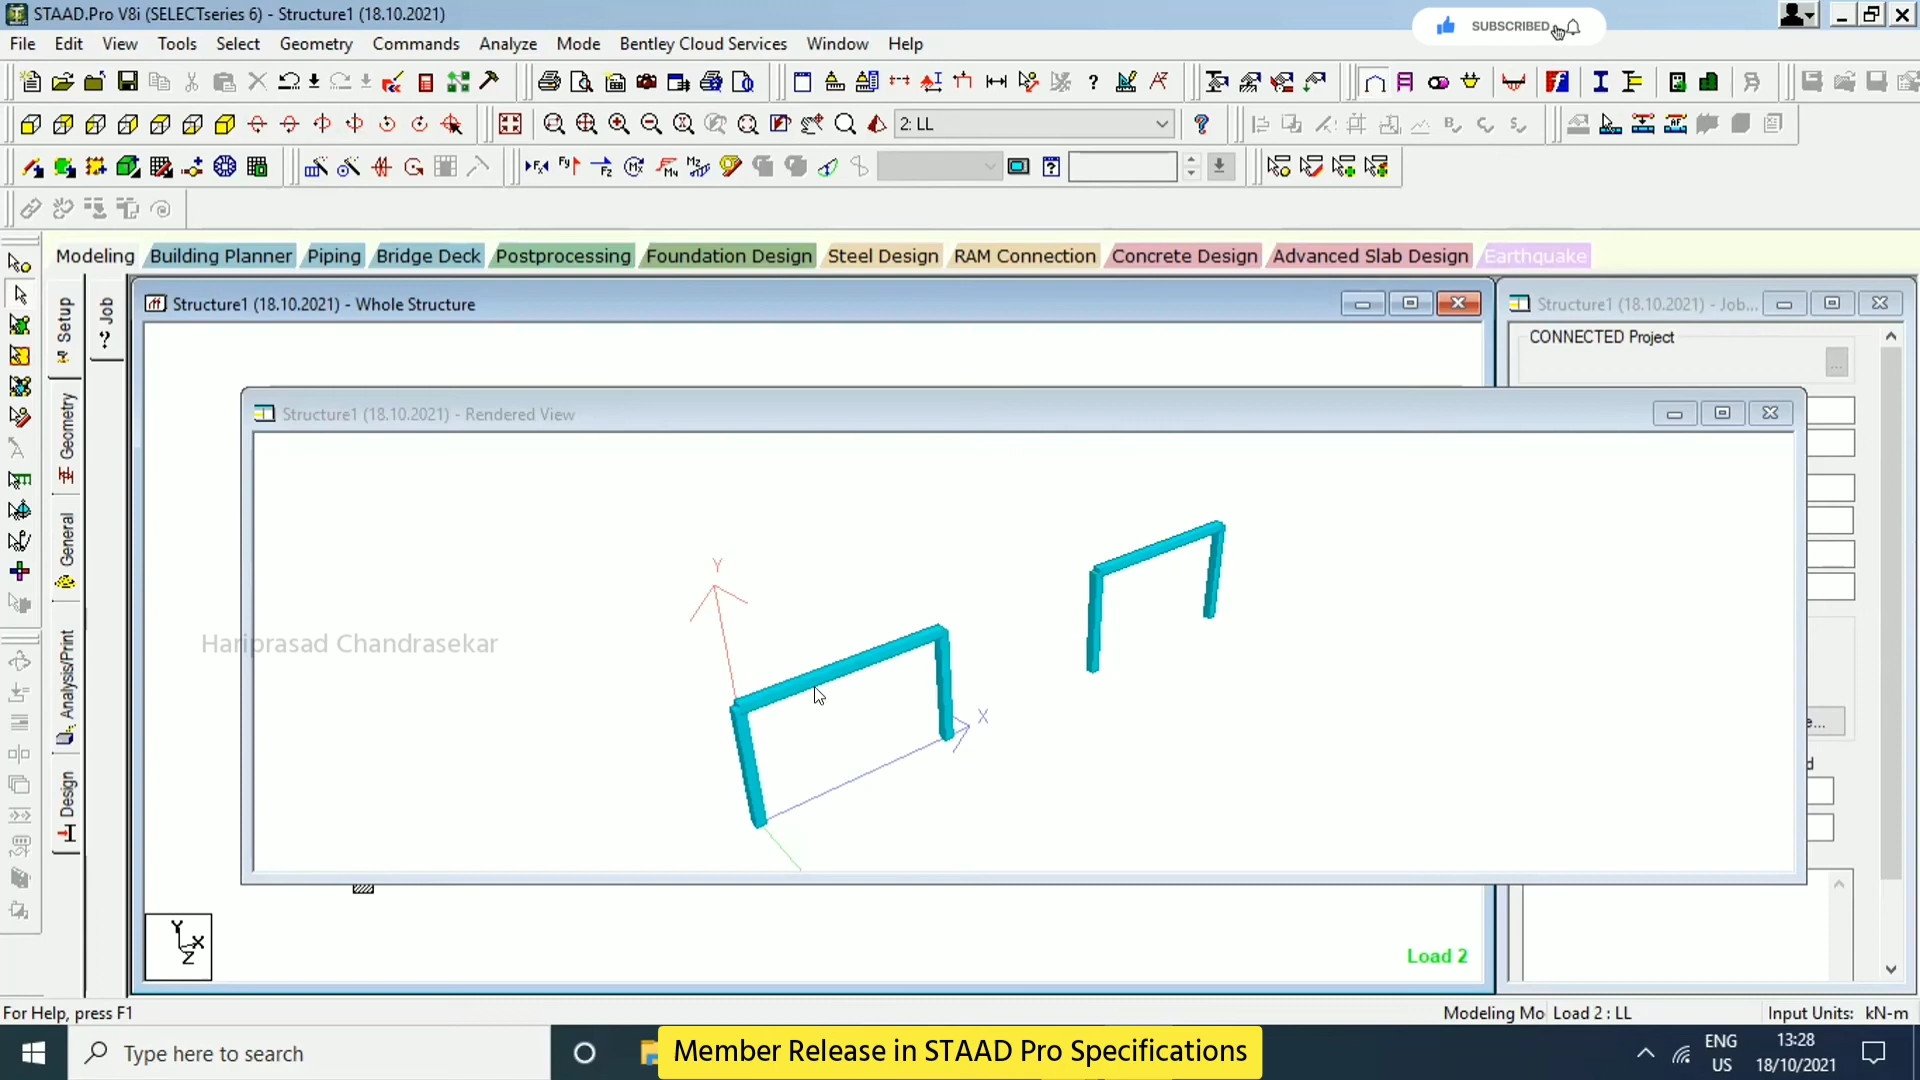 STAAD.Pro V8i (SELECTseries 6) - Structure1 (18.10.2021)
SUBSCRIBED
File Edit View Tools Select Geometry Commands Analyze Mode Bentley Cloud Services Window Help
2: LL
Modeling Building Planner Piping Bridge Deck Postprocessing Foundation Design Steel Design RAM Connection Concrete Design Advanced Slab Design Earthquake
Structure1 (18.10.2021) - Whole Structure
Structure1 (18.10.2021) - Job...
CONNECTED Project
...
Setup
Job
Geometry
General
Analysis/Print
Design
Structure1 (18.10.2021) - Rendered View
Y
X
Hariprasad Chandrasekar
e...
d
Y
X
Z
Load 2
For Help, press F1
Modeling Mo Load 2 : LL Input Units: kN-m
Type here to search
Member Release in STAAD Pro Specifications
ENG
US
13:28
18/10/2021